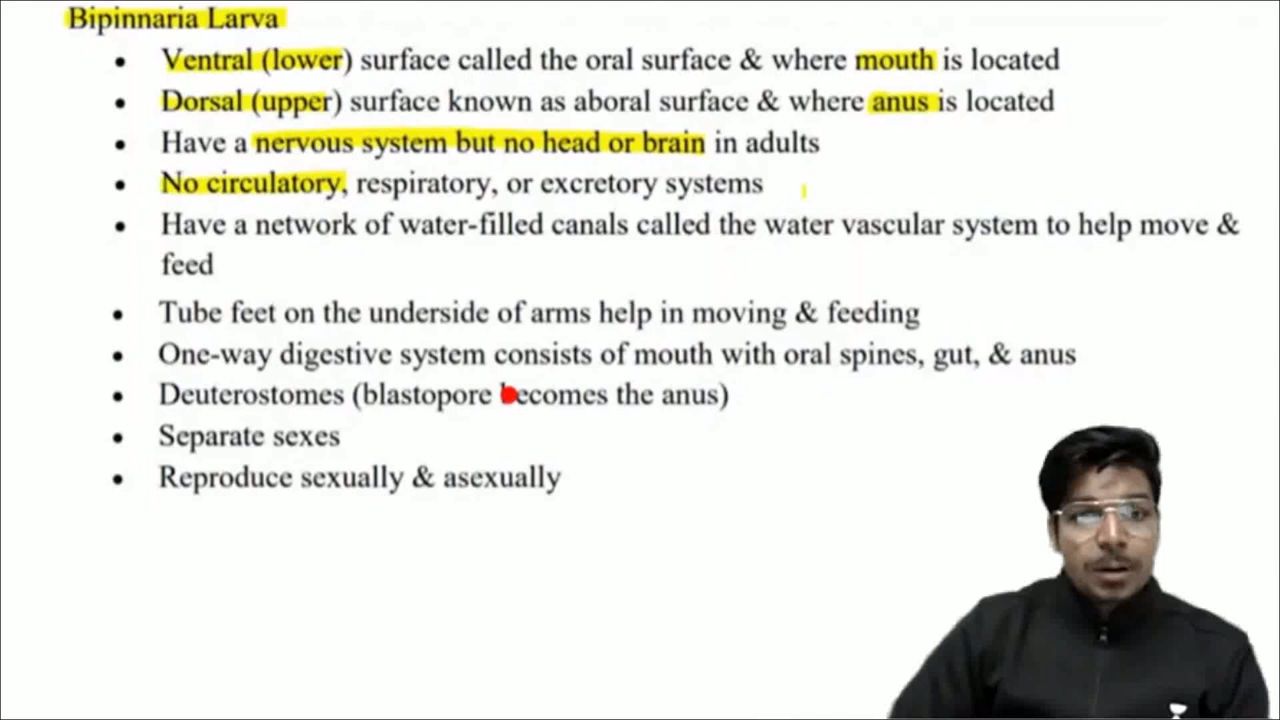 Bipinnaria Larva
• Ventral (lower) surface called the oral surface & where mouth is located
• Dorsal (upper) surface known as aboral surface & where anus is located
• Have a nervous system but no head or brain in adults
• No circulatory, respiratory, or excretory systems
• Have a network of water-filled canals called the water vascular system to help move &
feed
• Tube feet on the underside of arms help in moving & feeding
• One-way digestive system consists of mouth with oral spines, gut, & anus
• Deuterostomes (blastopore becomes the anus)
• Separate sexes
• Reproduce sexually & asexually